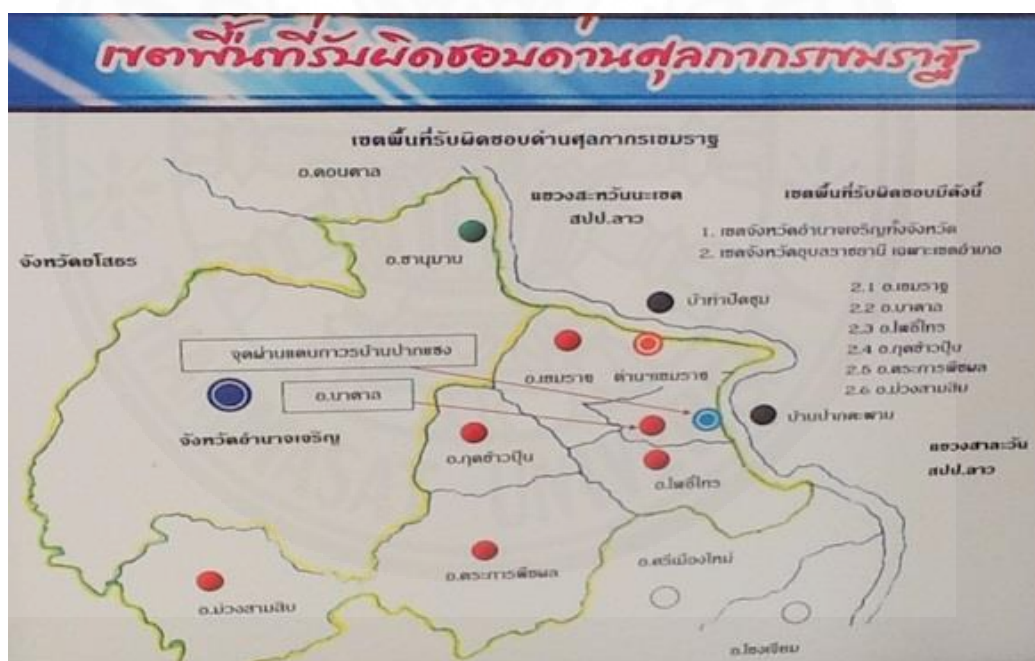 เขตพื้นที่รับผิดชอบด่านศุลกากรเขมราฐ
เขตพื้นที่รับผิดชอบด่านศุลกากรเขมราฐ
อ.ดอนตาล
แขวงสะหวันนะเขต
สปป.ลาว
เขตพื้นที่รับผิดชอบมีดังนี้
1. เขตจังหวัดอำนาจเจริญทั้งจังหวัด
2. เขตจังหวัดอุบลราชธานี เฉพาะเขตอำเภอ
จังหวัดยโสธร
อ.ชานุมาน
2.1 อ.เขมราฐ
2.2 อ.นาตาล
2.3 อ.โพธิ์ไทร
2.4 อ.กุดข้าวปุ้น
2.5 อ.ตระการพืชผล
2.6 อ.ม่วงสามสิบ
บ้านท่าปัดซุม
จุดผ่านแดนถาวรบ้านปากแซง
อ.เขมราฐ
ด่านฯเขมราฐ
อ.นาตาล
บ้านปากตะพาน
จังหวัดอำนาจเจริญ
อ.กุดข้าวปุ้น
อ.โพธิ์ไทร
แขวงสาละวัน
สปป.ลาว
อ.ตระการพืชผล
อ.ศรีเมืองใหม่
อ.ม่วงสามสิบ
อ.โขงเจียม